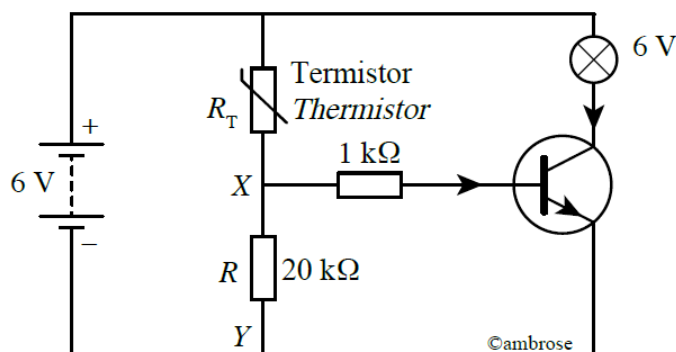 6 V
Termistor
Thermistor
R_T
1 kΩ
+
6 V
−
X
R
20 kΩ
Y
©ambrose